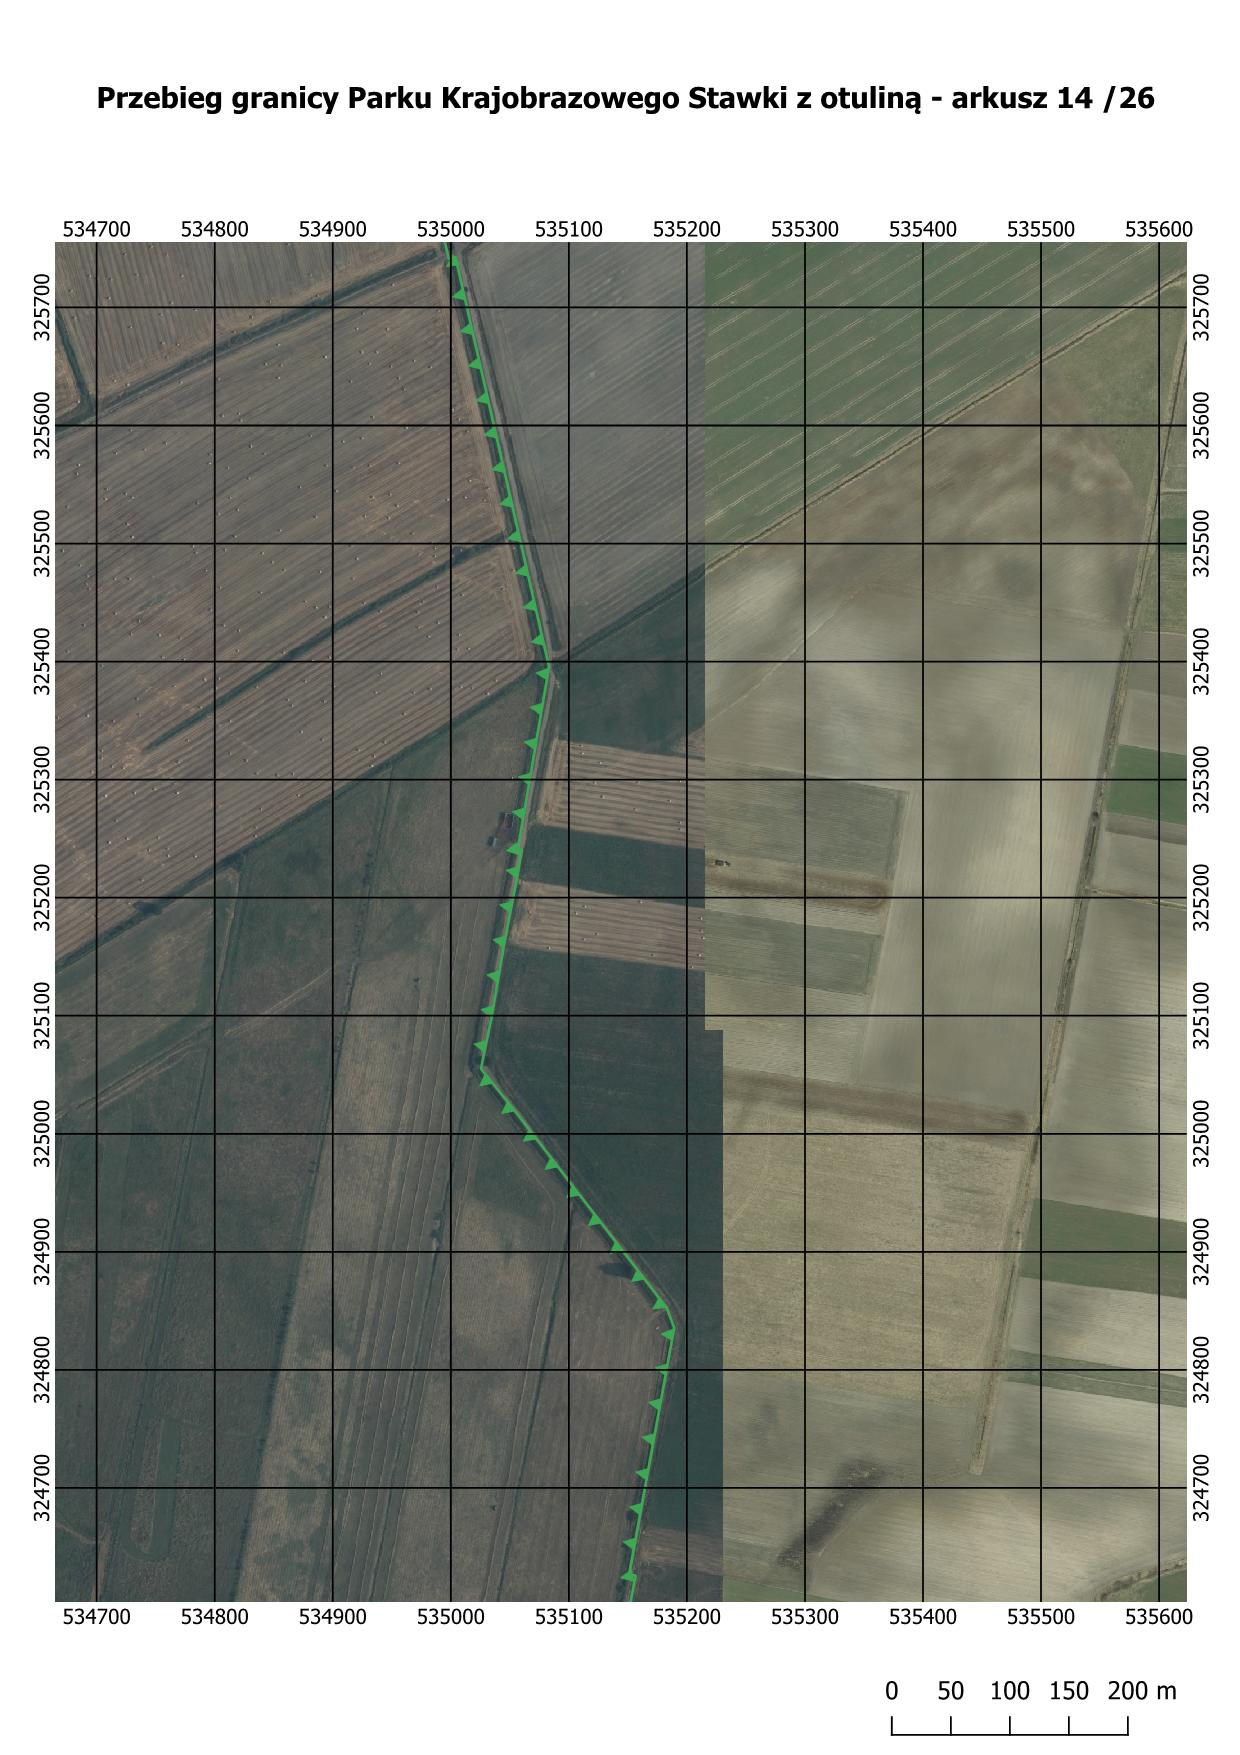 Przebieg granicy Parku Krajobrazowego Stawki z otuliną - arkusz 14 /26
534700 534800 534900 535000 535100 535200 535300 535400 535500 535600
325700 325700
325600 325600
325500 325500
325400 325400
325300 325300
325200 325200
325100 325100
325000 325000
324900 324900
324800 324800
324700 324700
534700 534800 534900 535000 535100 535200 535300 535400 535500 535600
0 50 100 150 200 m